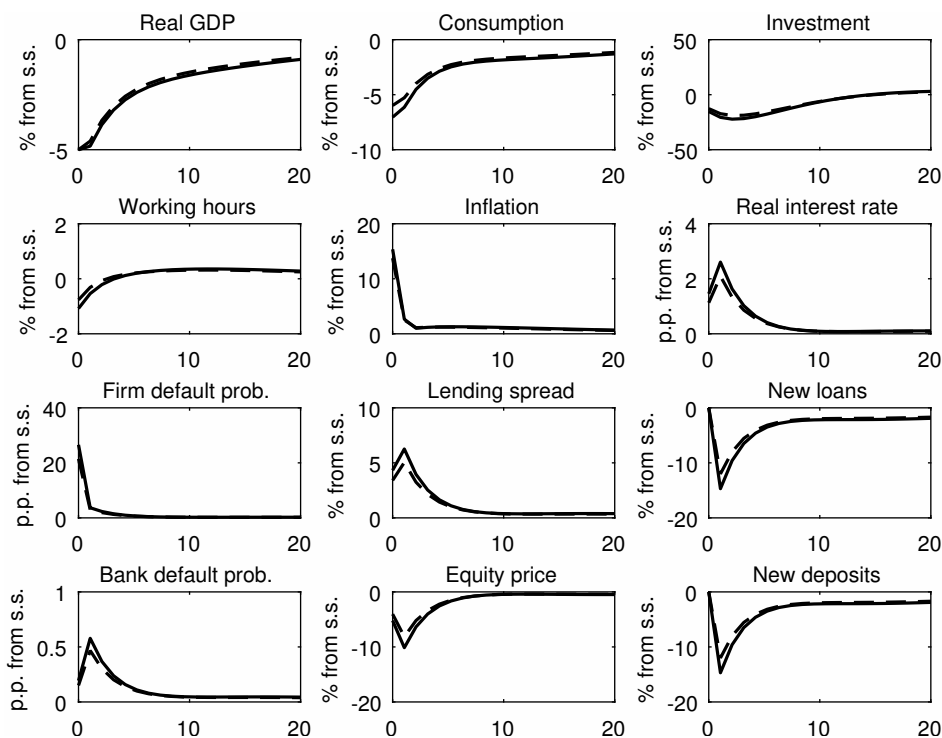 Real GDP
% from s.s.
0
-5
0 10 20
Consumption
% from s.s.
0
-5
-10
0 10 20
Investment
% from s.s.
50
0
-50
0 10 20
Working hours
% from s.s.
2
0
-2
0 10 20
Inflation
% from s.s.
20
10
0
0 10 20
Real interest rate
p.p. from s.s.
4
2
0
0 10 20
Firm default prob.
p.p. from s.s.
40
20
0
0 10 20
Lending spread
% from s.s.
10
5
0
0 10 20
New loans
% from s.s.
0
-10
-20
0 10 20
Bank default prob.
p.p. from s.s.
1
0.5
0
0 10 20
Equity price
% from s.s.
0
-10
-20
0 10 20
New deposits
% from s.s.
0
-10
-20
0 10 20